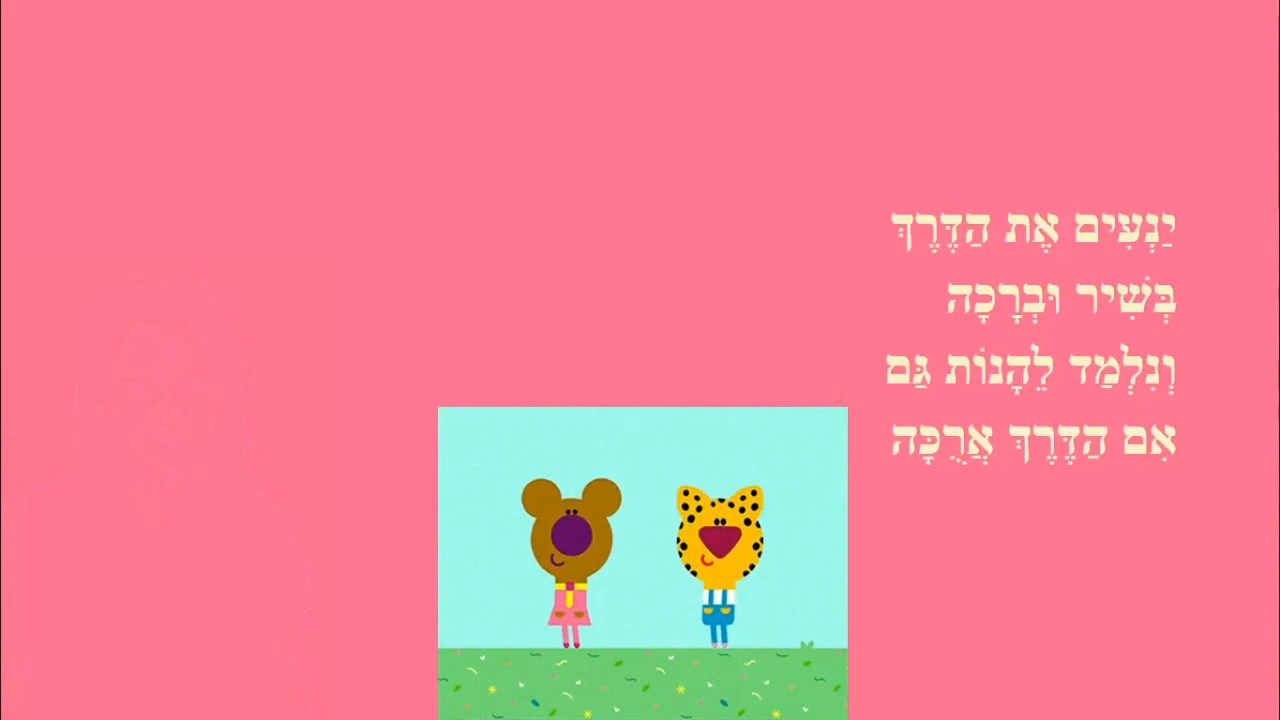 יַנְעִים אֶת הַדֶּרֶךְ
בְּשִׁיר וּבְרָכָה
וְנִלְמַד לֵהָנוֹת גַּם
אִם הַדֶּרֶךְ אֲרֻכָּה